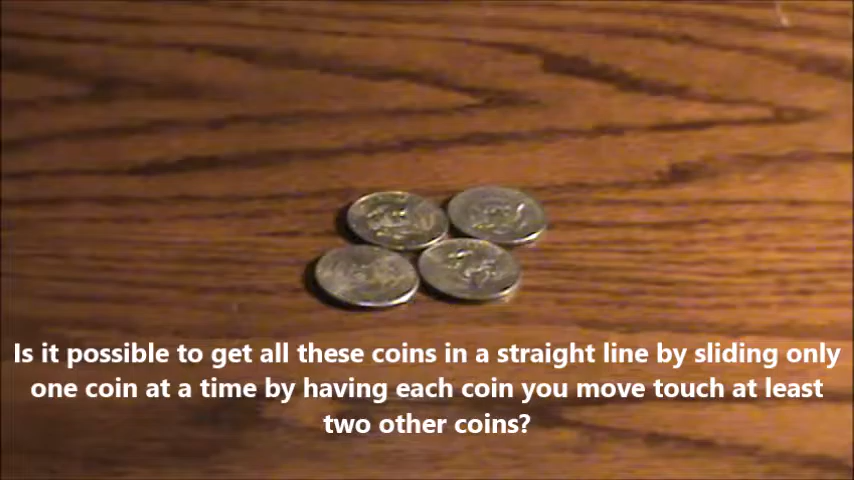 Is it possible to get all these coins in a straight line by sliding only
one coin at a time by having each coin you move touch at least
two other coins?